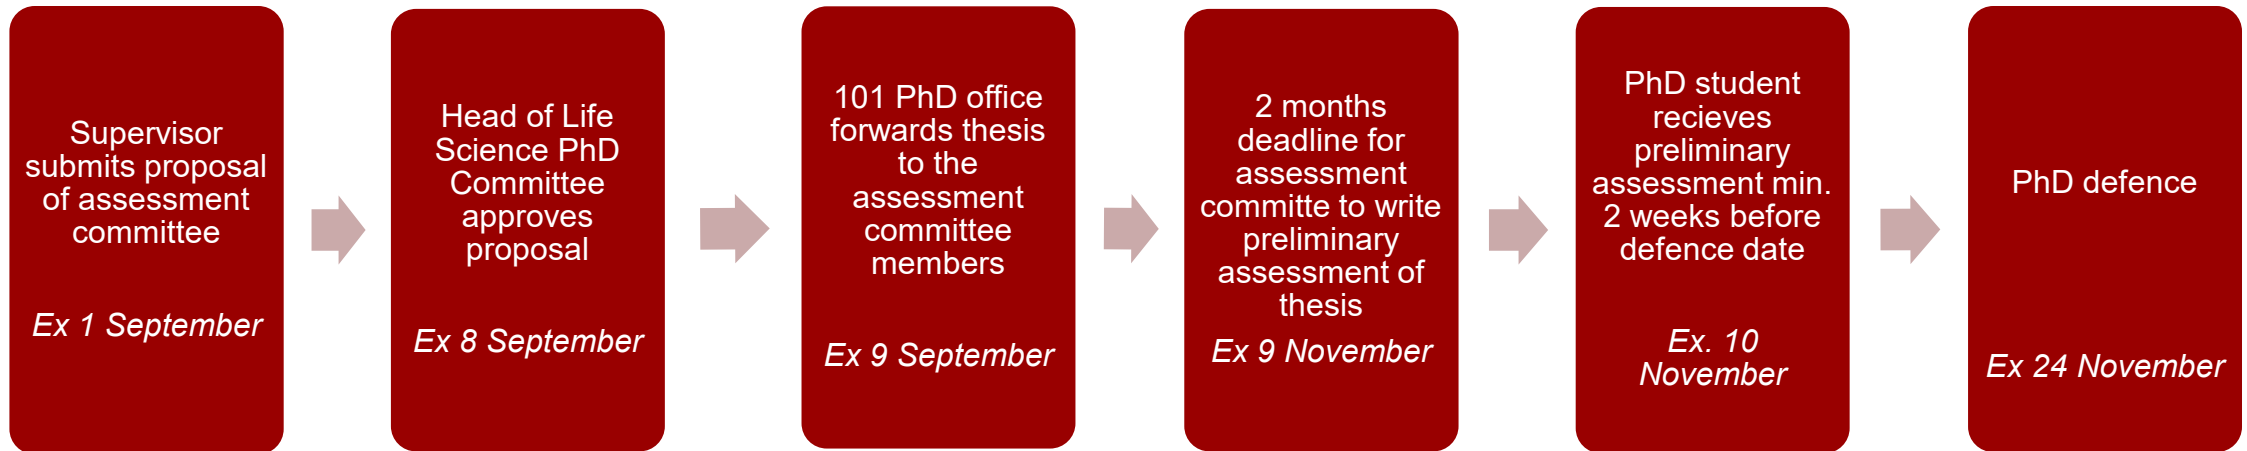 Supervisor
submits proposal
of assessment
committee
Ex 1 September
Head of Life
Science PhD
Committee
approves
proposal
Ex 8 September
101 PhD office
forwards thesis
to the
assessment
committee
members
Ex 9 September
2 months
deadline for
assessment
committe to write
preliminary
assessment of
thesis
Ex 9 November
PhD student
recieves
preliminary
assessment min.
2 weeks before
defence date
Ex. 10
November
PhD defence
Ex 24 November